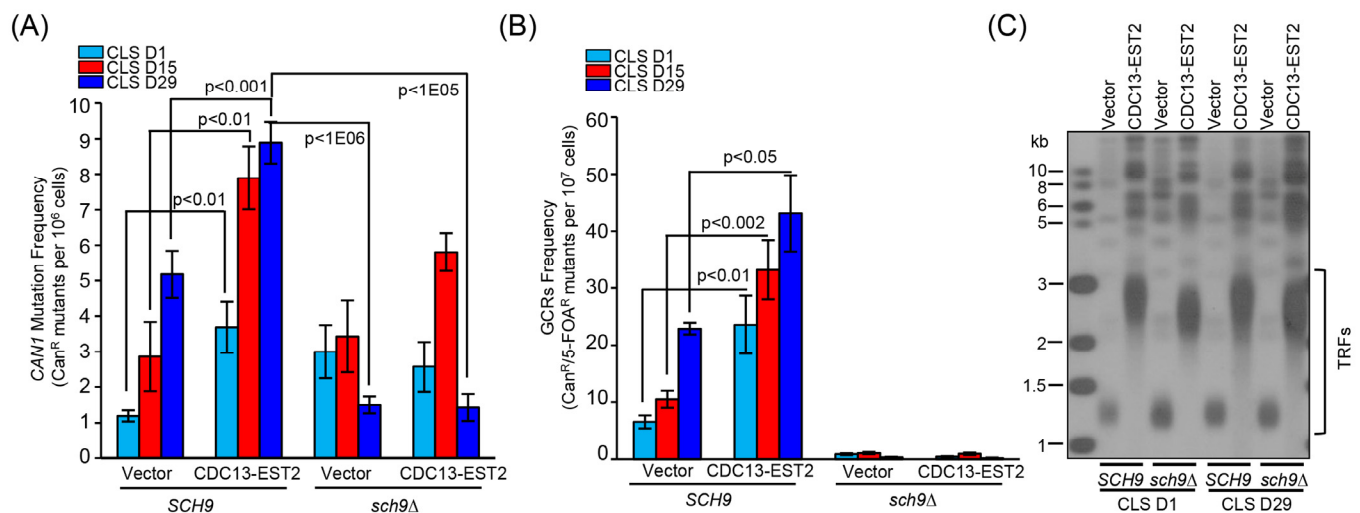 (A)
CLS D1
CLS D15
CLS D29
p<0.001
p<1E05
p<0.01
p<1E06
p<0.01
CAN1 Mutation Frequency
(Canᴿ mutants per 10⁶ cells)
10
9
8
7
6
5
4
3
2
1
0
Vector CDC13-EST2 Vector CDC13-EST2
SCH9 sch9Δ
(B)
CLS D1
CLS D15
CLS D29
p<0.05
p<0.002
p<0.01
GCRs Frequency
(Canᴿ/5-FOAᴿ mutants per 10⁷ cells)
60
50
40
30
20
10
0
Vector CDC13-EST2 Vector CDC13-EST2
SCH9 sch9Δ
(C)
Vector CDC13-EST2 Vector CDC13-EST2 Vector CDC13-EST2 Vector CDC13-EST2
kb
10
8
6
5
3
2
1.5
1
TRFs
SCH9 sch9Δ SCH9 sch9Δ
CLS D1 CLS D29